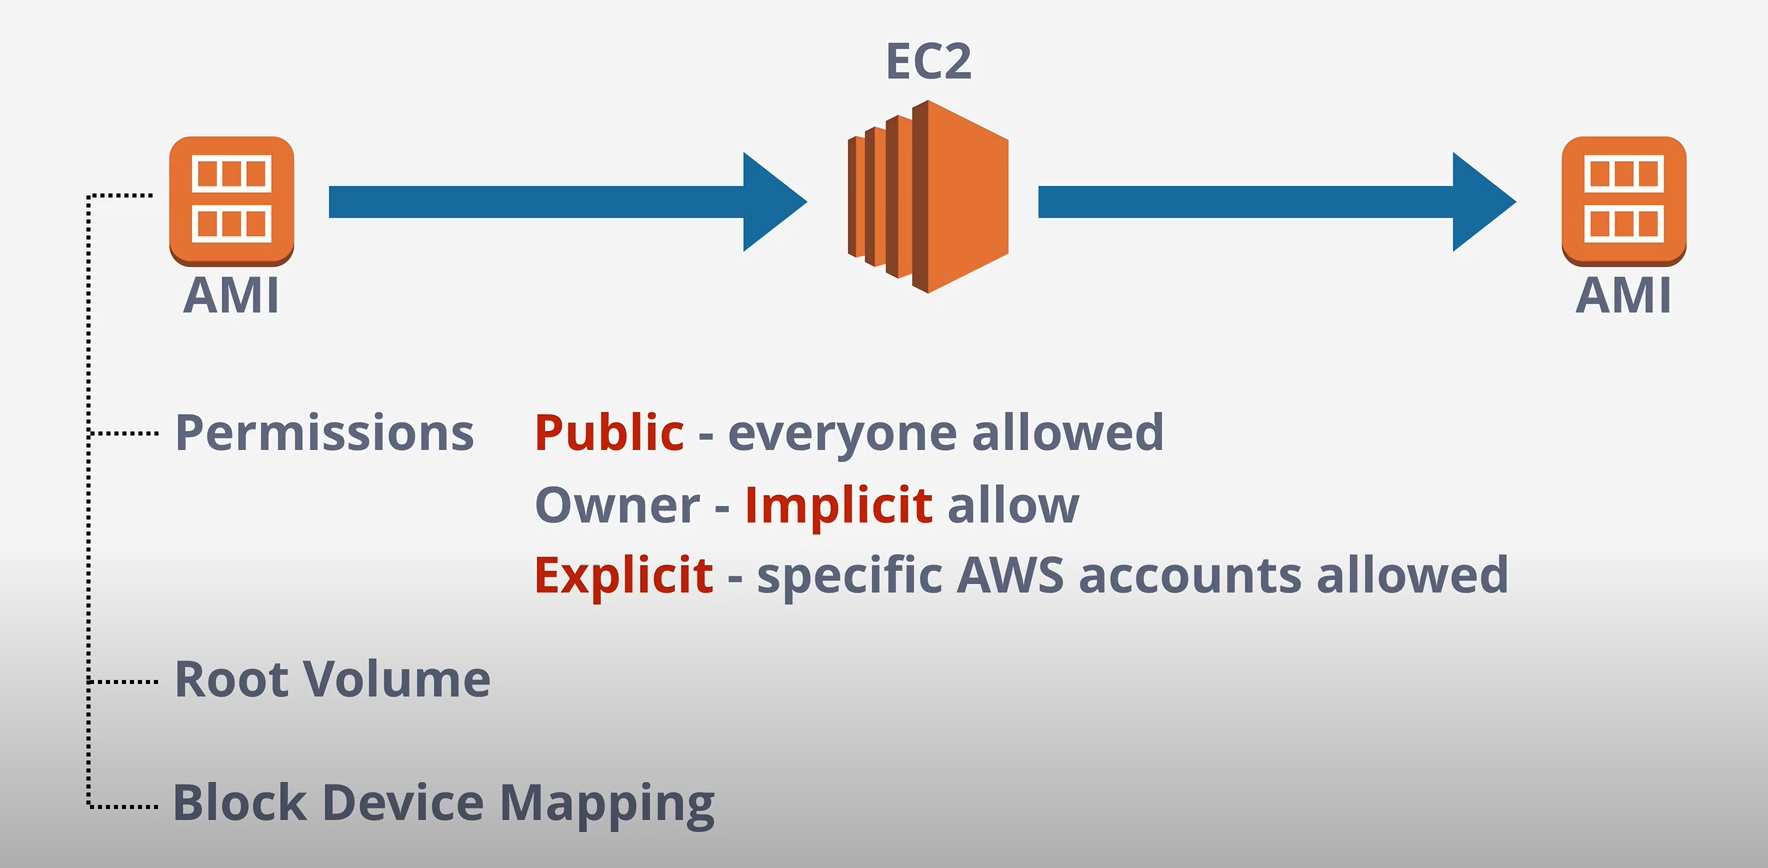 EC2
AMI
AMI
Permissions
Public - everyone allowed
Owner - Implicit allow
Explicit - specific AWS accounts allowed
Root Volume
Block Device Mapping